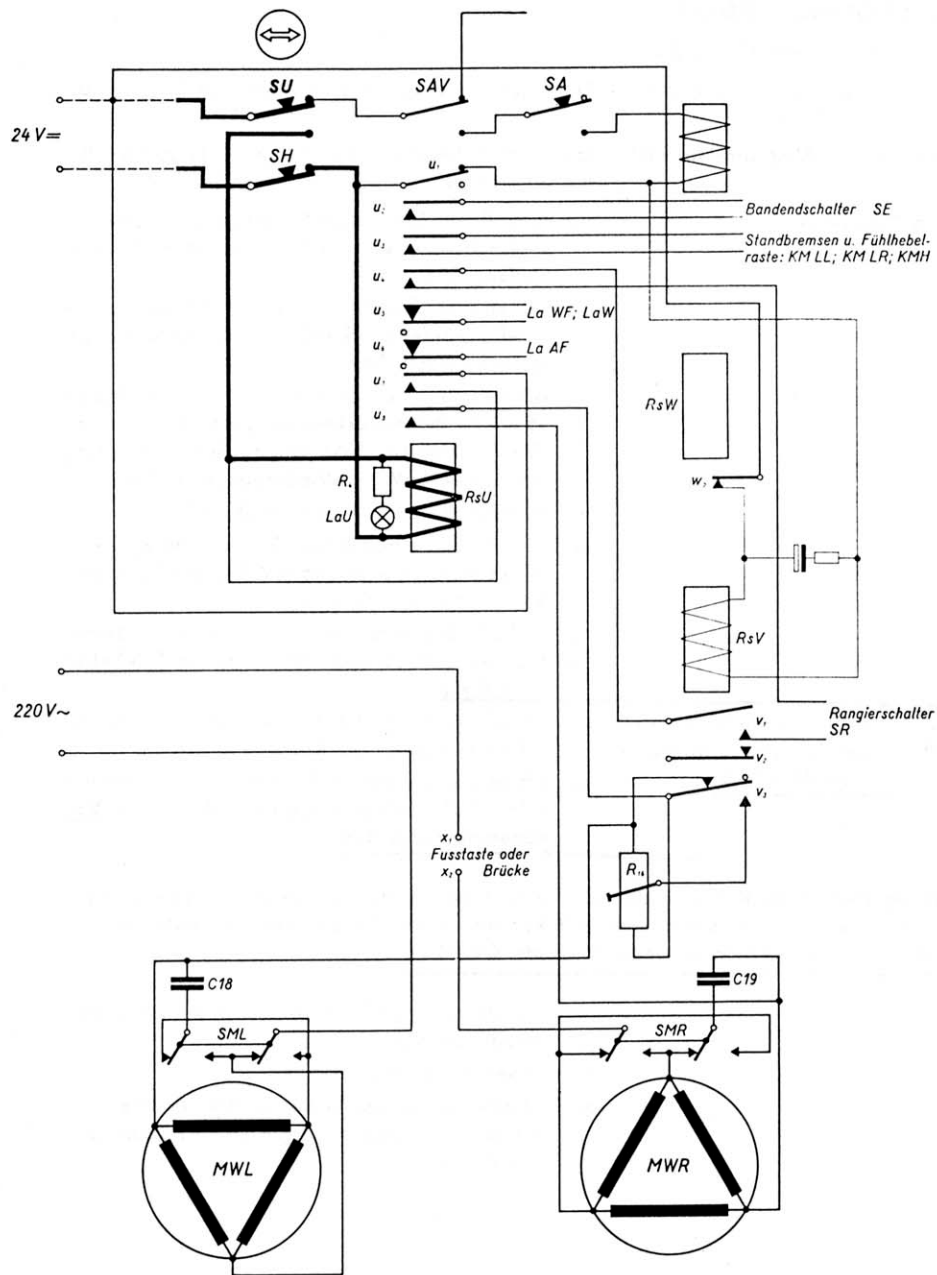 SU
SAV
SA
24 V=
SH
u₁
u₂
Bandendschalter SE
u₃
Standbremsen u. Fühlhebel-
raste: KM LL; KM LR; KMH
u₄
u₅
La WF; LaW
u₆
La AF
u₇
u₈
RsW
w₂
R₄
RsU
LaU
RsV
220 V~
v₁
Rangierschalter
SR
v₂
v₃
x₁
Fusstaste oder
x₂ Brücke
R₁₆
C18
C19
SML
SMR
MWL
MWR